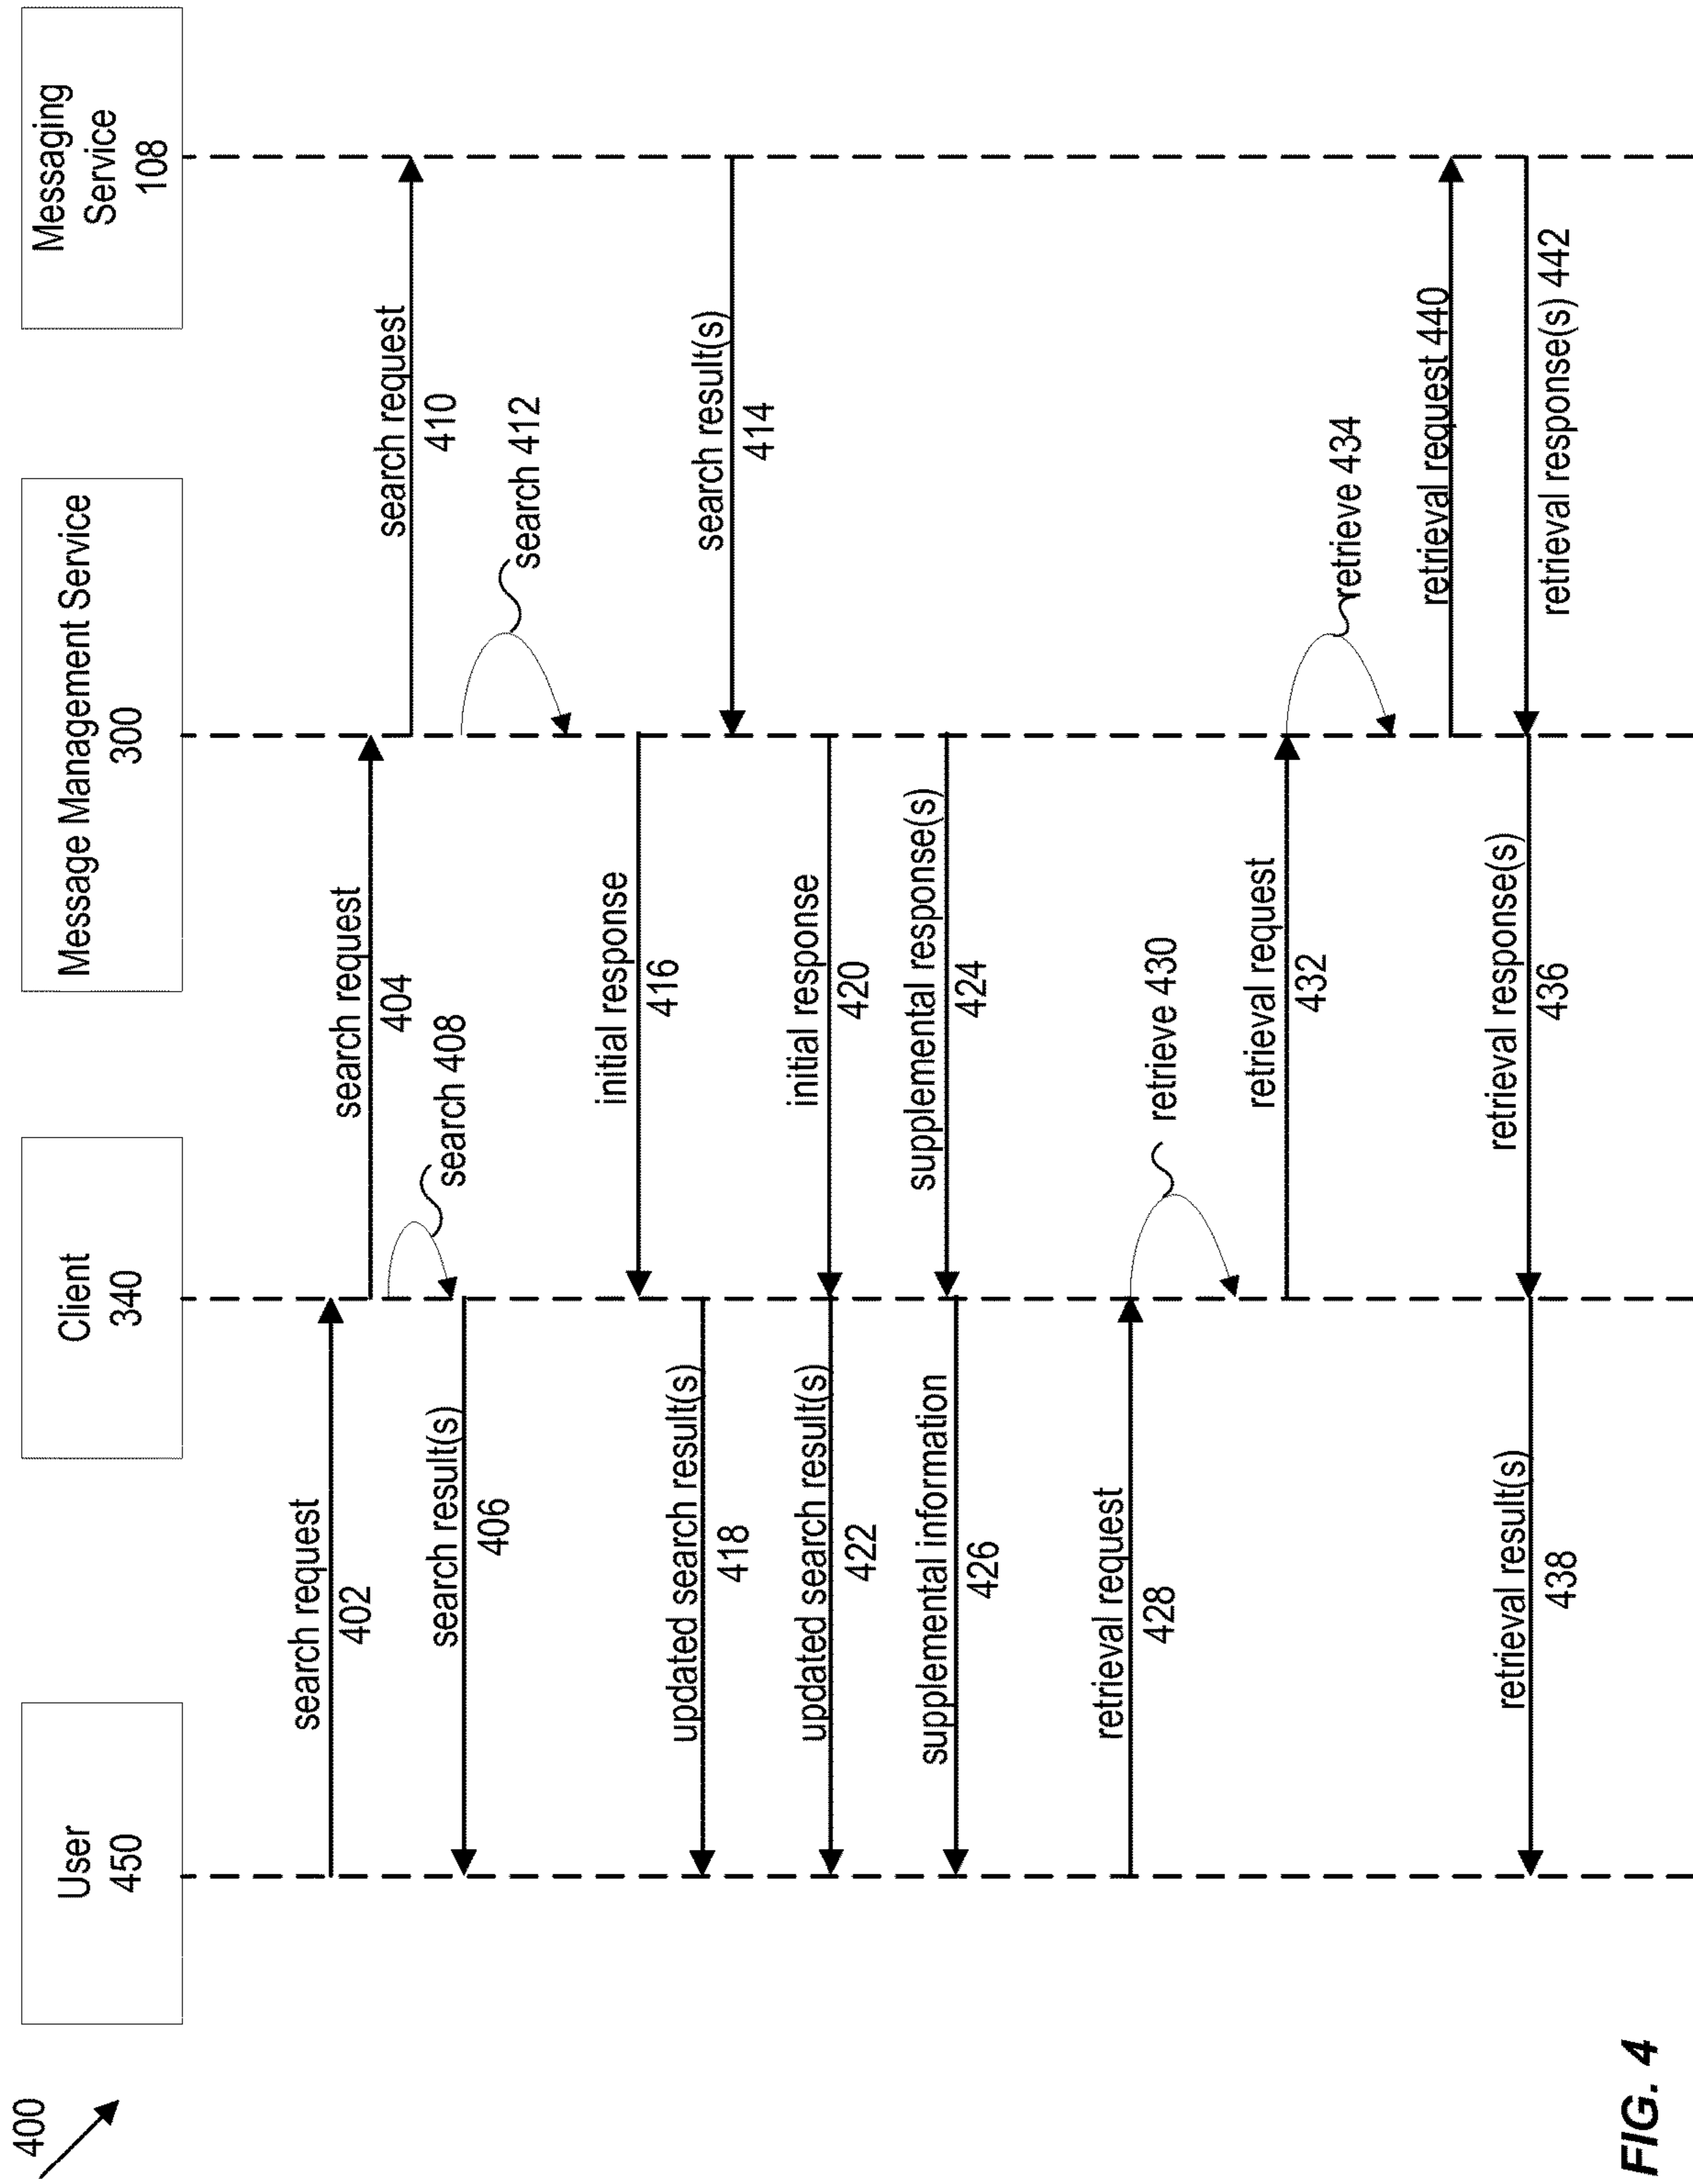 400
User
450
Client
340
Message Management Service
300
Messaging
Service
108
search request
402
search request
404
search request
410
search 408
search result(s)
406
search 412
initial response
416
updated search result(s)
418
search result(s)
414
initial response
420
updated search result(s)
422
supplemental response(s)
424
supplemental information
426
retrieval request
428
retrieve 430
retrieval request
432
retrieve 434
retrieval request 440
retrieval response(s) 442
retrieval response(s)
436
retrieval result(s)
438
FIG. 4